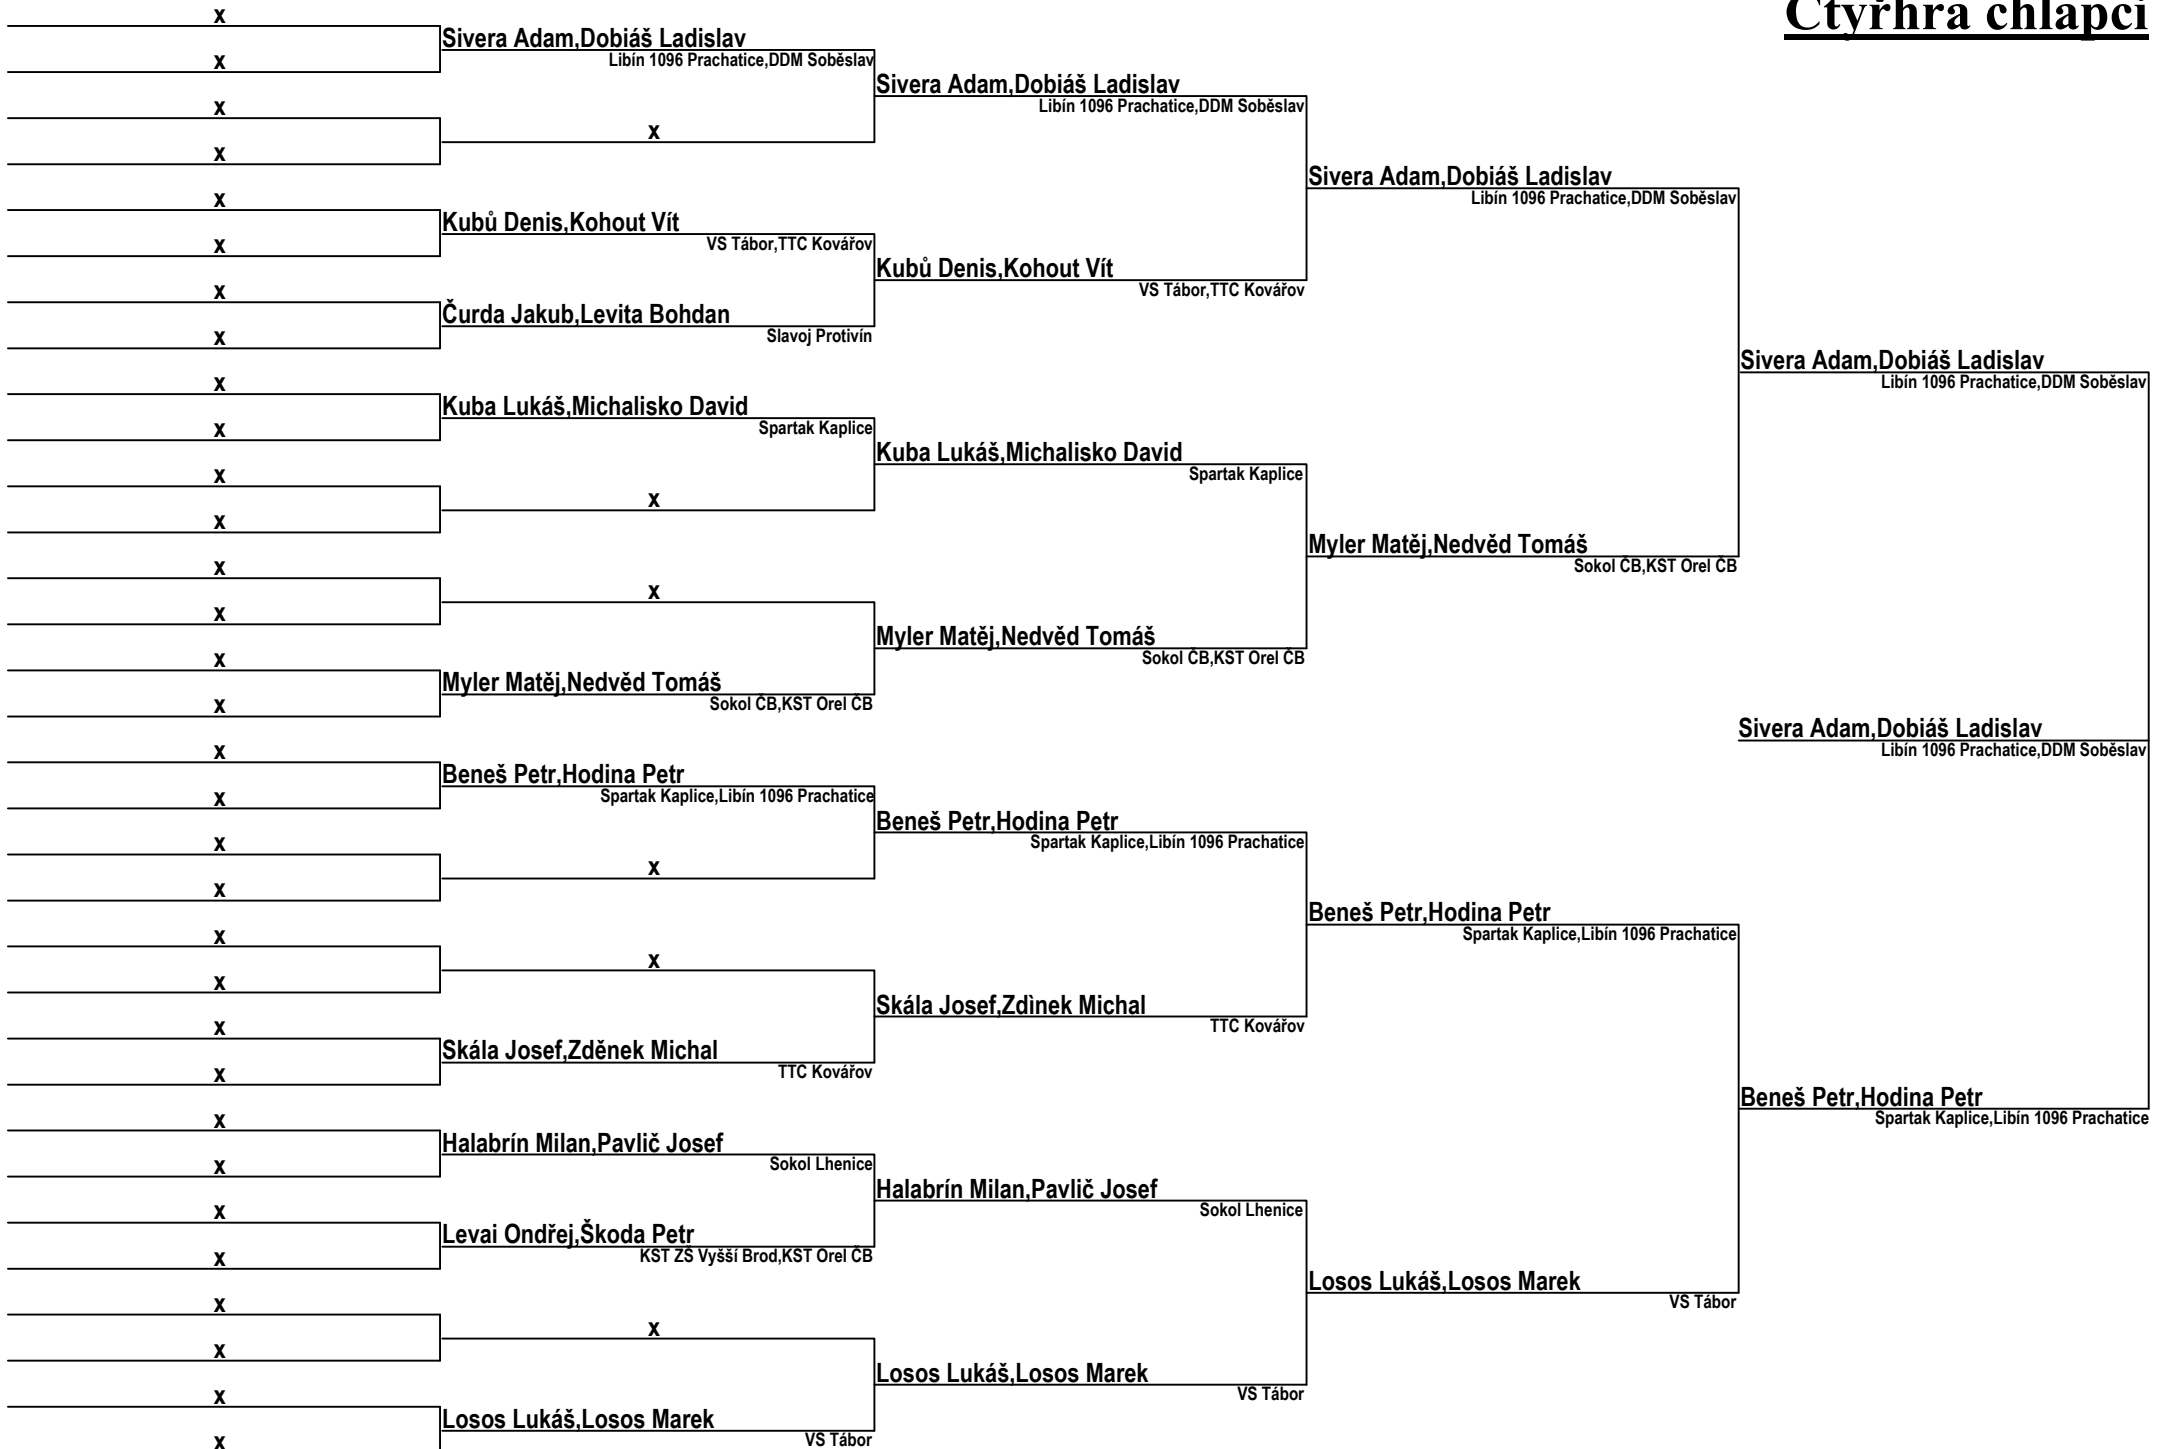 x
Čtyřhra chlapci
Sivera Adam,Dobiáš Ladislav
Libín 1096 Prachatice,DDM Soběslav
x
Sivera Adam,Dobiáš Ladislav
Libín 1096 Prachatice,DDM Soběslav
x
x
x
Sivera Adam,Dobiáš Ladislav
Libín 1096 Prachatice,DDM Soběslav
x
Kubů Denis,Kohout Vít
VS Tábor,TTC Kovářov
x
Kubů Denis,Kohout Vít
VS Tábor,TTC Kovářov
x
Čurda Jakub,Levita Bohdan
Slavoj Protivín
x
Sivera Adam,Dobiáš Ladislav
Libín 1096 Prachatice,DDM Soběslav
x
Kuba Lukáš,Michalisko David
Spartak Kaplice
x
Kuba Lukáš,Michalisko David
Spartak Kaplice
x
x
x
Myler Matěj,Nedvěd Tomáš
Sokol ČB,KST Orel ČB
x
x
x
Myler Matěj,Nedvěd Tomáš
Sokol ČB,KST Orel ČB
x
Myler Matěj,Nedvěd Tomáš
Sokol ČB,KST Orel ČB
x
Sivera Adam,Dobiáš Ladislav
Libín 1096 Prachatice,DDM Soběslav
x
Beneš Petr,Hodina Petr
Spartak Kaplice,Libín 1096 Prachatice
x
Beneš Petr,Hodina Petr
Spartak Kaplice,Libín 1096 Prachatice
x
x
x
Beneš Petr,Hodina Petr
Spartak Kaplice,Libín 1096 Prachatice
x
x
x
Skála Josef,Zdìnek Michal
TTC Kovářov
x
Skála Josef,Zděnek Michal
TTC Kovářov
x
Beneš Petr,Hodina Petr
Spartak Kaplice,Libín 1096 Prachatice
x
Halabrín Milan,Pavlič Josef
Sokol Lhenice
x
Halabrín Milan,Pavlič Josef
Sokol Lhenice
x
Levai Ondřej,Škoda Petr
KST ZŠ Vyšší Brod,KST Orel ČB
x
Losos Lukáš,Losos Marek
VS Tábor
x
x
x
Losos Lukáš,Losos Marek
VS Tábor
x
Losos Lukáš,Losos Marek
VS Tábor
x